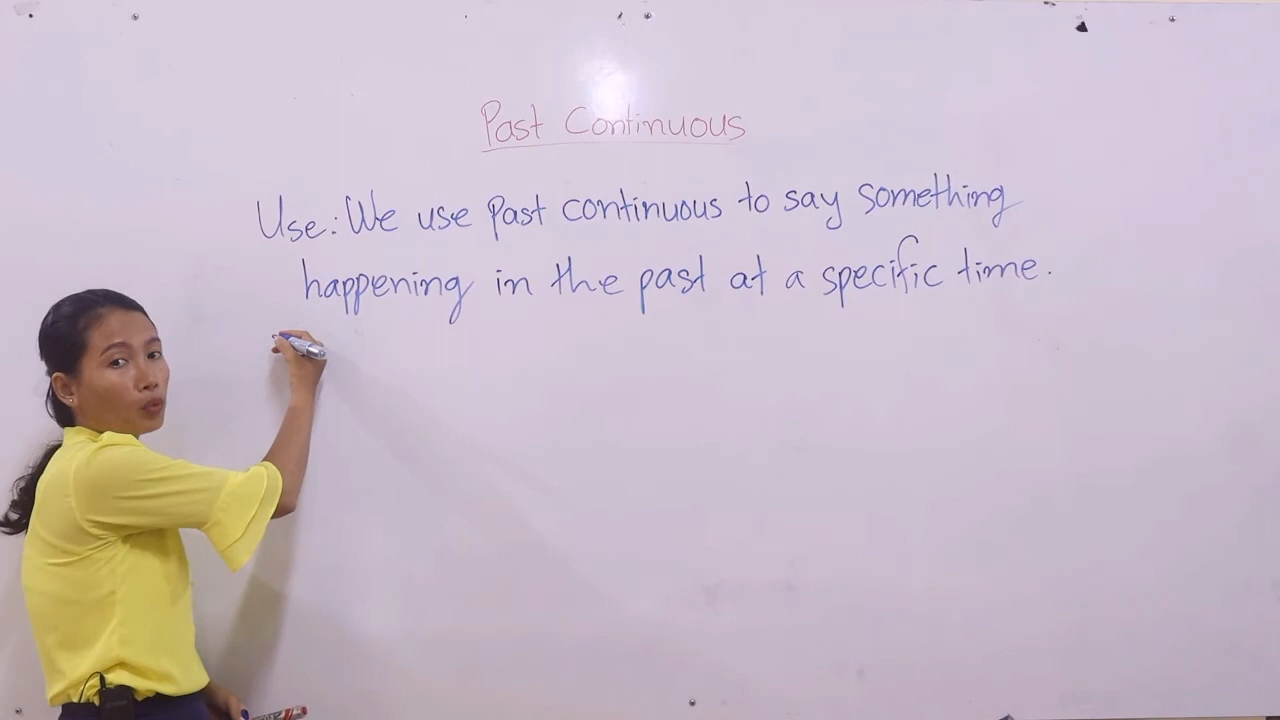 Past Continuous
Use: We use Past continuous to say something
happening in the past at a specific time.